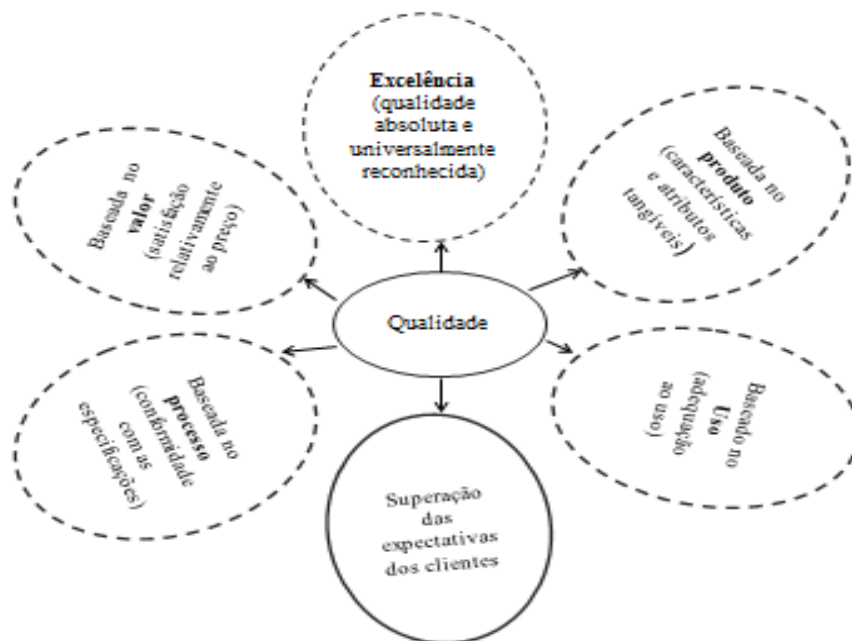 Excelência
(qualidade
absoluta e
universalmente
reconhecida)
Baseada no
valor
(satisfação
relativamente
ao preço)
Baseada no
produto
(características
e atributos
tangíveis)
Qualidade
Baseada no
processo
(conformidade
com as
especificações)
Baseado no
Uso
(adequação
ao uso)
Superação
das
expectativas
dos clientes